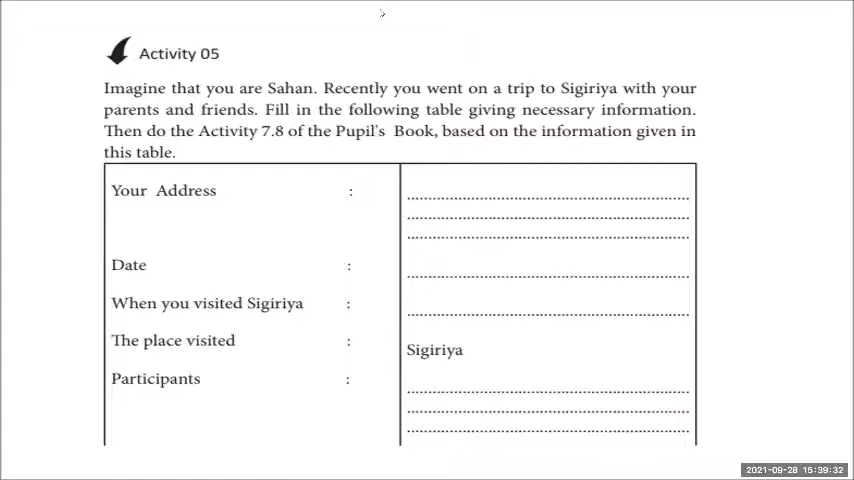 Activity 05
Imagine that you are Sahan. Recently you went on a trip to Sigiriya with your
parents and friends. Fill in the following table giving necessary information.
Then do the Activity 7.8 of the Pupil's Book, based on the information given in
this table.
Your Address :
Date :
When you visited Sigiriya :
The place visited : Sigiriya
Participants :
2021-09-28 15:39:32